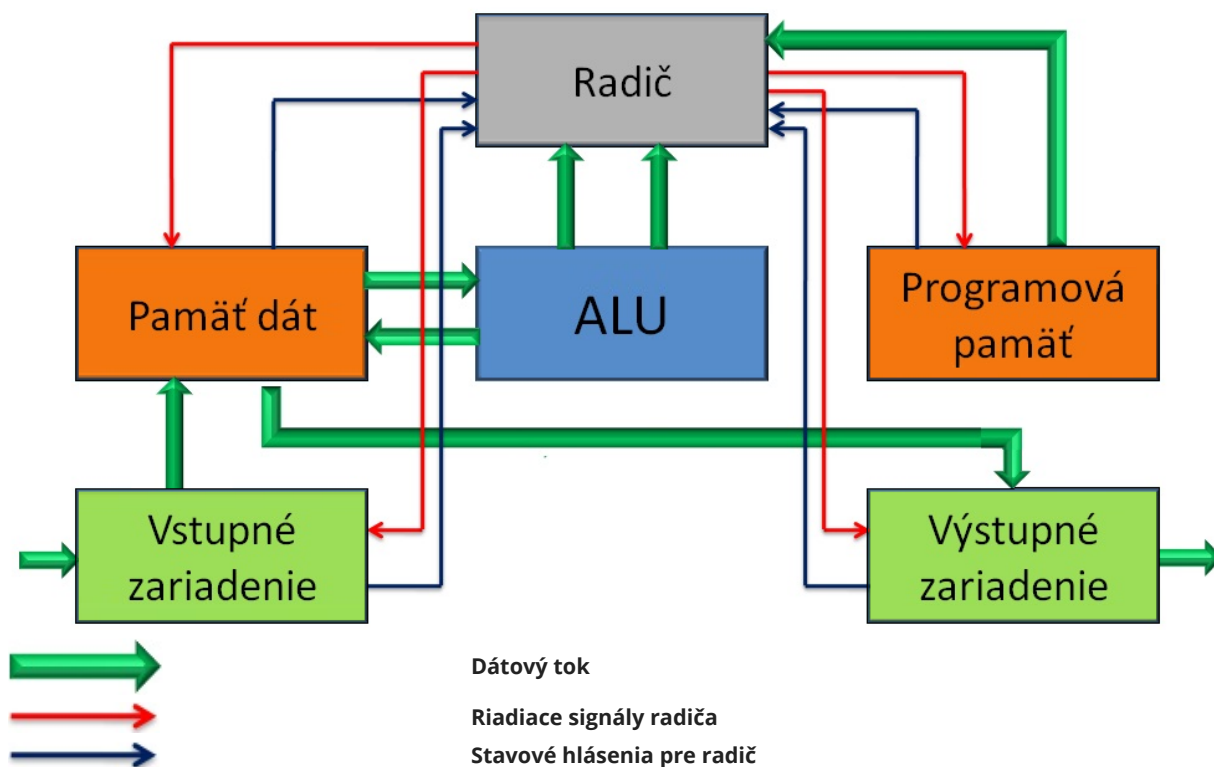 Radič
Pamäť dát
ALU
Programová
pamäť
Vstupné
zariadenie
Výstupné
zariadenie
Dátový tok
Riadiace signály radiča
Stavové hlásenia pre radič